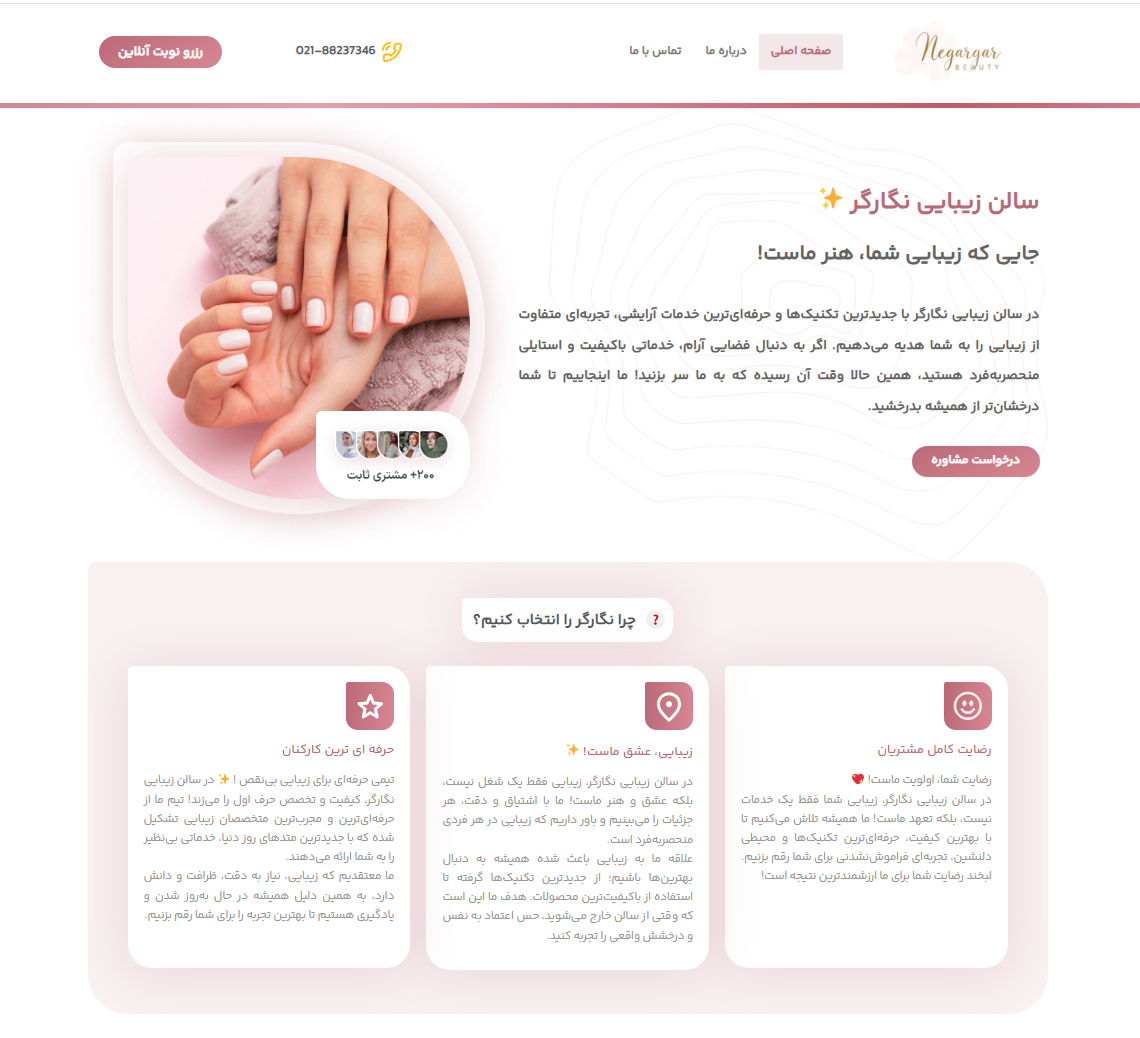 Negargar
BEAUTY
صفحه اصلی
درباره ما
تماس با ما
021-88237346
رزرو نوبت آنلاین
سالن زیبایی نگارگر ✨
جایی که زیبایی شما، هنر ماست!
در سالن زیبایی نگارگر با جدیدترین تکنیک‌ها و حرفه‌ای‌ترین خدمات آرایشی، تجربه‌ای متفاوت
از زیبایی را به شما هدیه می‌دهیم. اگر به دنبال فضایی آرام، خدماتی باکیفیت و استایلی
منحصربه‌فرد هستید، همین حالا وقت آن رسیده که به ما سر بزنید! ما اینجاییم تا شما
درخشان‌تر از همیشه بدرخشید.
درخواست مشاوره
۲۰۰+ مشتری ثابت
? چرا نگارگر را انتخاب کنیم؟
رضایت کامل مشتریان
رضایت شما، اولویت ماست! 💖
در سالن زیبایی نگارگر، زیبایی شما فقط یک خدمات
نیست، بلکه تعهد ماست! ما همیشه تلاش می‌کنیم تا
با بهترین کیفیت، حرفه‌ای‌ترین تکنیک‌ها و محیطی
دلنشین، تجربه‌ای فراموش‌نشدنی برای شما رقم بزنیم.
لبخند رضایت شما برای ما ارزشمندترین نتیجه است!
زیبایی، عشق ماست! ✨
در سالن زیبایی نگارگر، زیبایی فقط یک شغل نیست،
بلکه عشق و هنر ماست! ما با اشتیاق و دقت، هر
جزئیات را می‌بینیم و باور داریم که زیبایی در هر فردی
منحصربه‌فرد است.
علاقه ما به زیبایی باعث شده همیشه به دنبال
بهترین‌ها باشیم؛ از جدیدترین تکنیک‌ها گرفته تا
استفاده از باکیفیت‌ترین محصولات. هدف ما این است
که وقتی از سالن خارج می‌شوید، حس اعتماد به نفس
و درخشش واقعی را تجربه کنید.
حرفه ای ترین کارکنان
تیمی حرفه‌ای برای زیبایی بی‌نقص ! ✨ در سالن زیبایی
نگارگر، کیفیت و تخصص حرف اول را می‌زند! تیم ما از
حرفه‌ای‌ترین و مجرب‌ترین متخصصان زیبایی تشکیل
شده که با جدیدترین متدهای روز دنیا، خدماتی بی‌نظیر
را به شما ارائه می‌دهند.
ما معتقدیم که زیبایی، نیاز به دقت، ظرافت و دانش
دارد، به همین دلیل همیشه در حال به‌روز شدن و
یادگیری هستیم تا بهترین تجربه را برای شما رقم بزنیم.